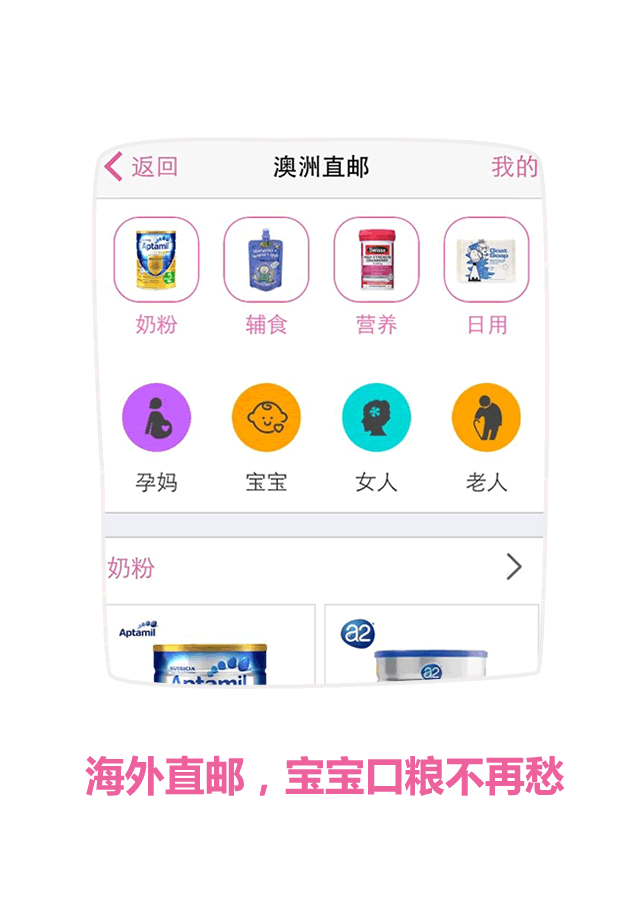 返回 澳洲直邮 我的
Aptamil
Swisse
Goat
Soap
奶粉 辅食 营养 日用
孕妈 宝宝 女人 老人
奶粉
Aptamil
a2
NUTRICIA
Aptamil
a2
海外直邮，宝宝口粮不再愁